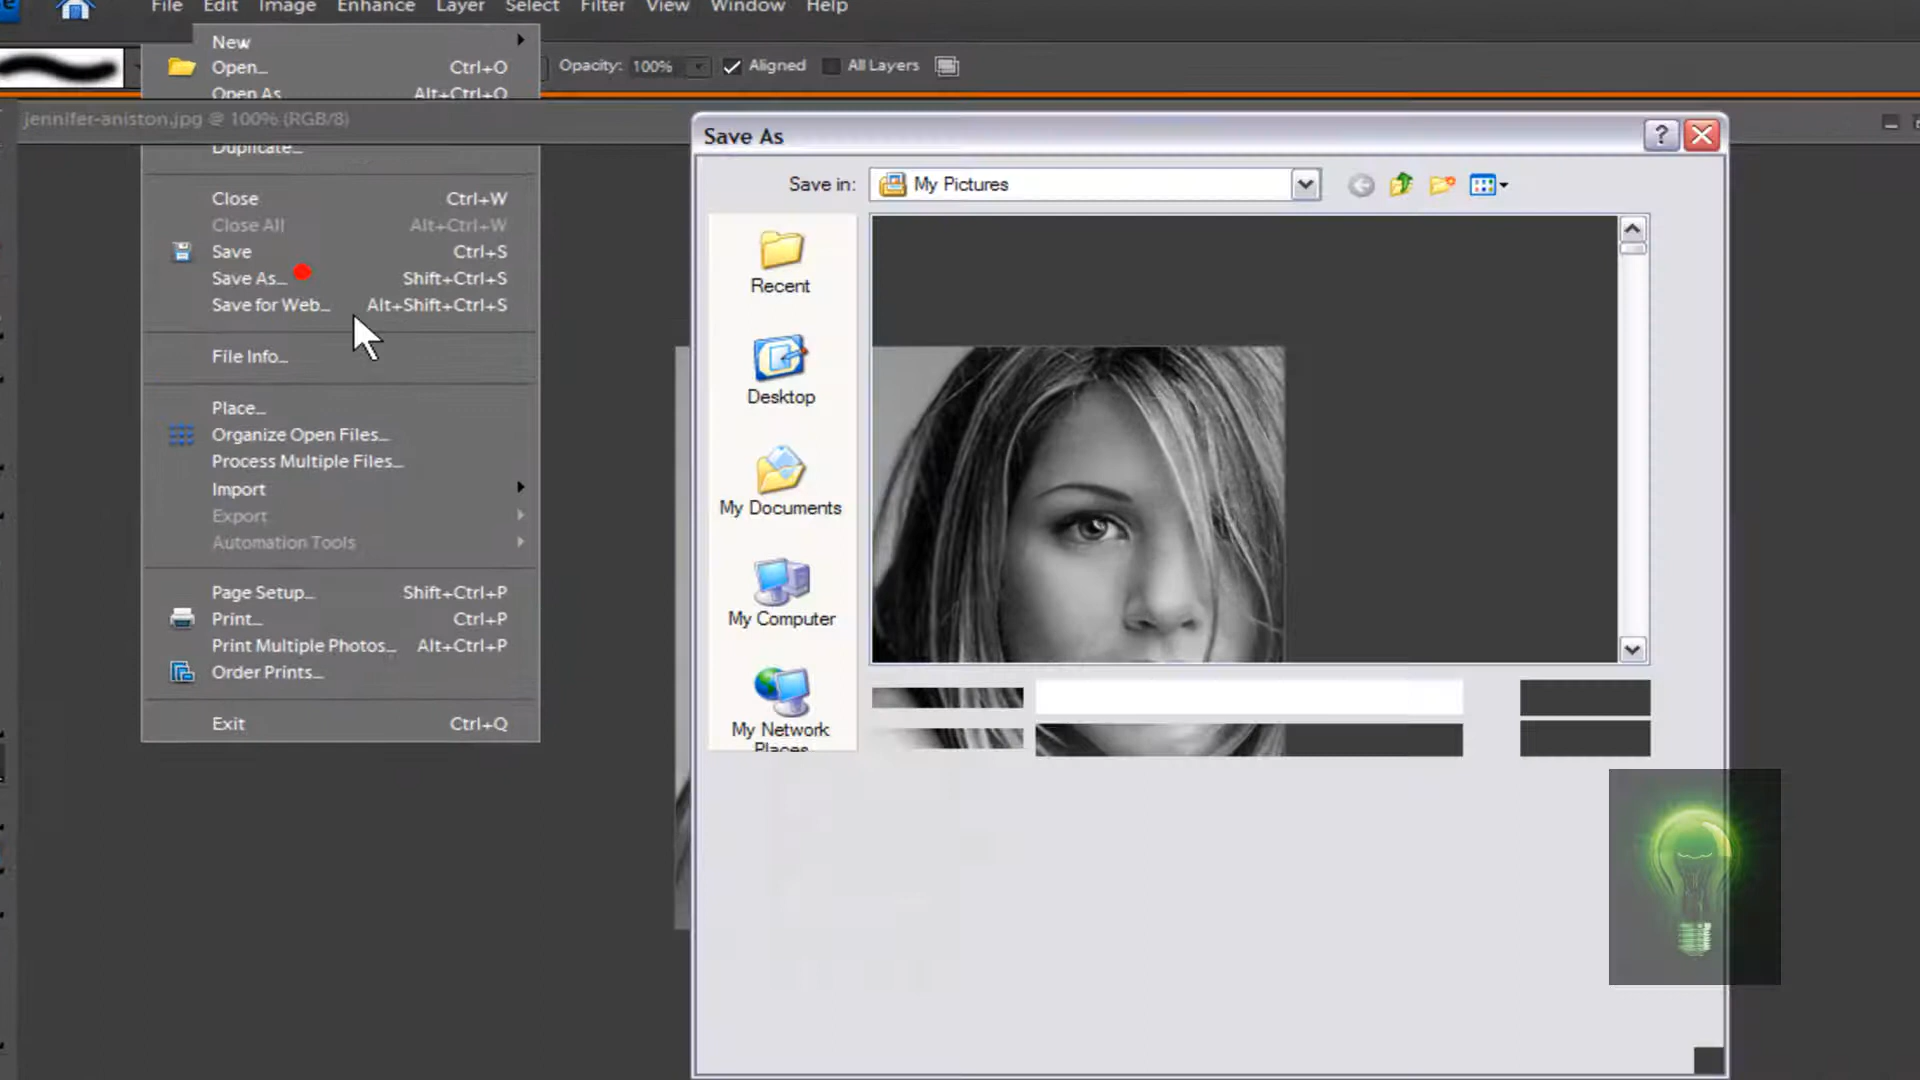 File Edit Image Enhance Layer Select Filter View Window Help
New
Open... Ctrl+O
Open As Alt+Ctrl+O
Opacity: 100% Aligned All Layers
jennifer-aniston.jpg @ 100% (RGB/8)
Duplicate...
Close Ctrl+W
Close All Alt+Ctrl+W
Save Ctrl+S
Save As... Shift+Ctrl+S
Save for Web... Alt+Shift+Ctrl+S
File Info...
Place...
Organize Open Files...
Process Multiple Files...
Import
Export
Automation Tools
Page Setup... Shift+Ctrl+P
Print... Ctrl+P
Print Multiple Photos... Alt+Ctrl+P
Order Prints...
Exit Ctrl+Q
Save As ?
Save in: My Pictures
Recent
Desktop
My Documents
My Computer
My Network
Places